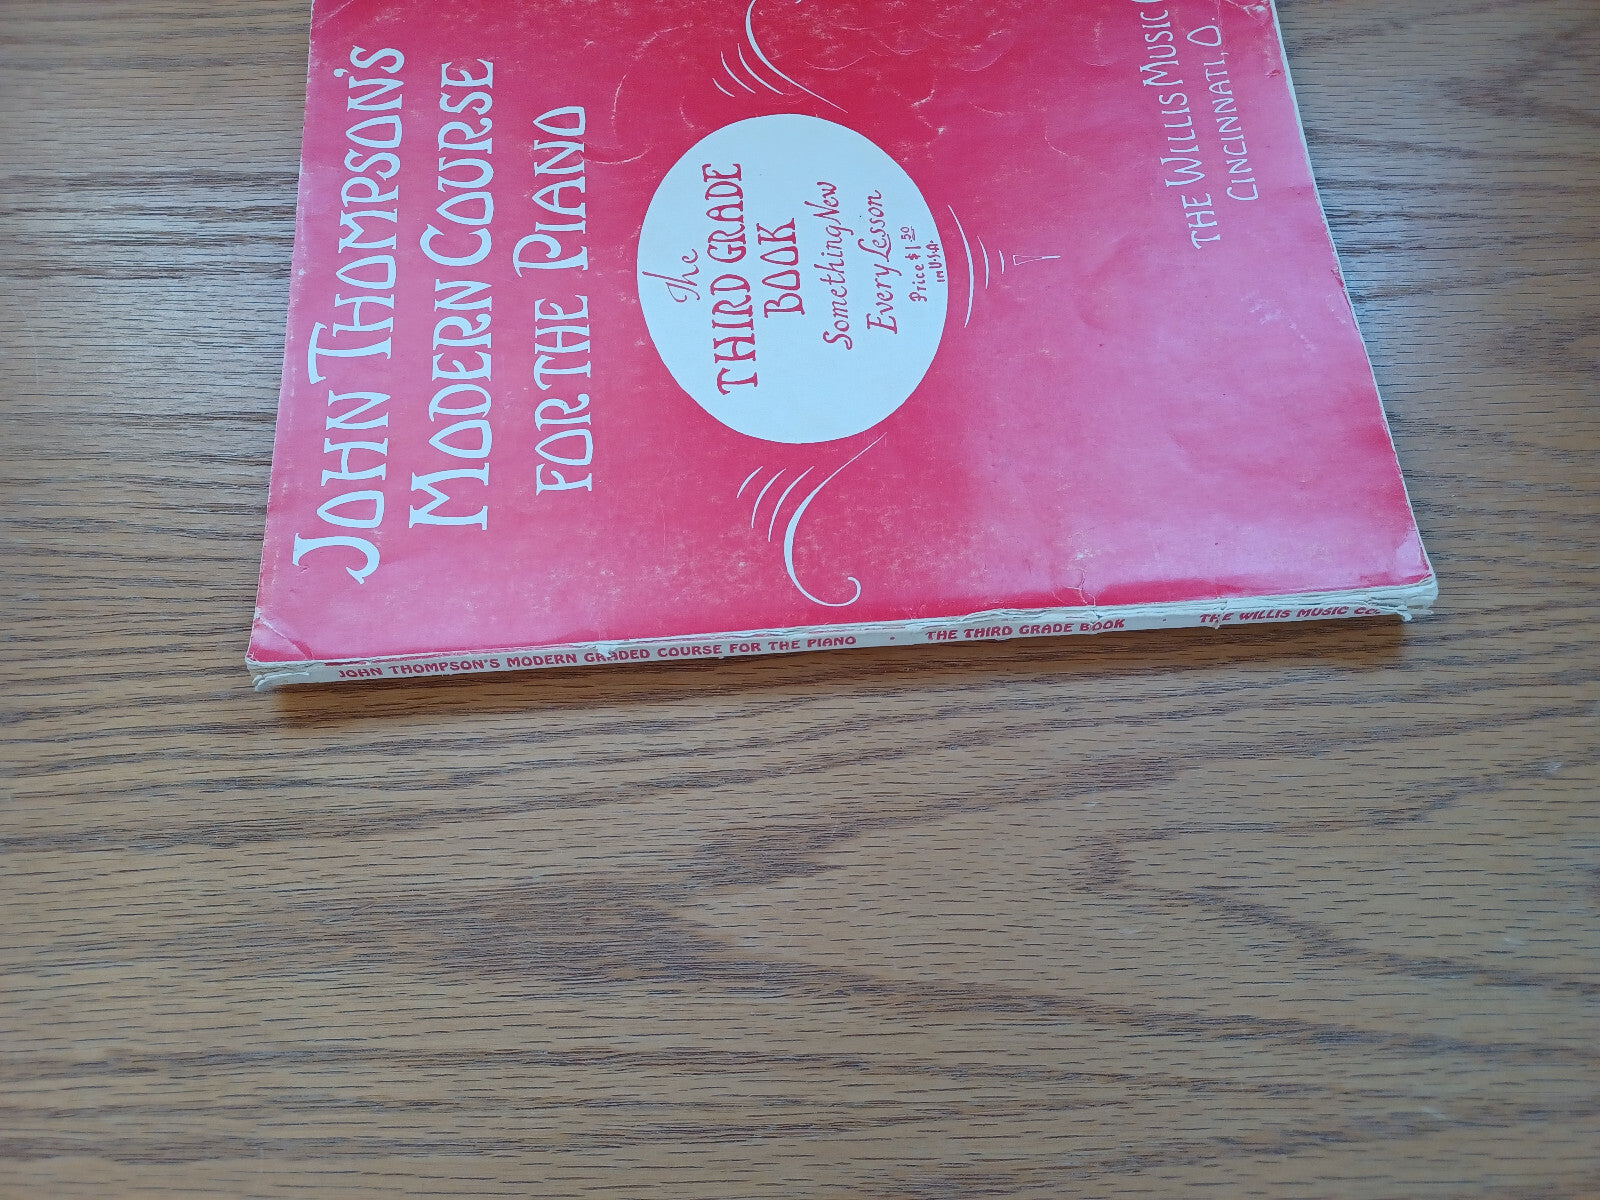 JOHN THOMPSON'S
MODERN COURSE
FOR THE PIANO
The
THIRD GRADE
BOOK
Something New
Every Lesson
Price $1.50
IN U.S.A.
THE WILLIS MUSIC
CINCINNATI, O.
JOHN THOMPSON'S MODERN GRADED COURSE FOR THE PIANO · THE THIRD GRADE BOOK · THE WILLIS MUSIC CO.